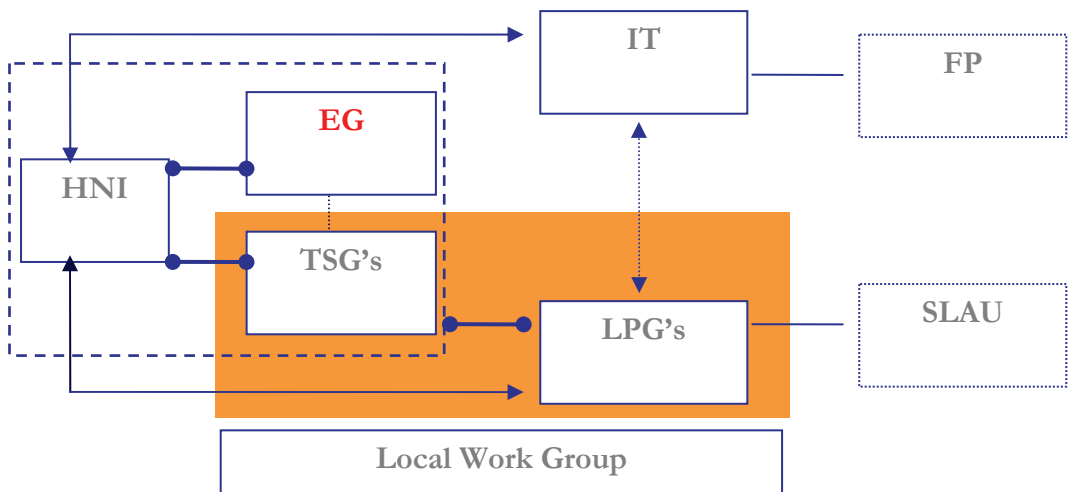 IT
FP
EG
HNI
TSG's
LPG's
SLAU
Local Work Group